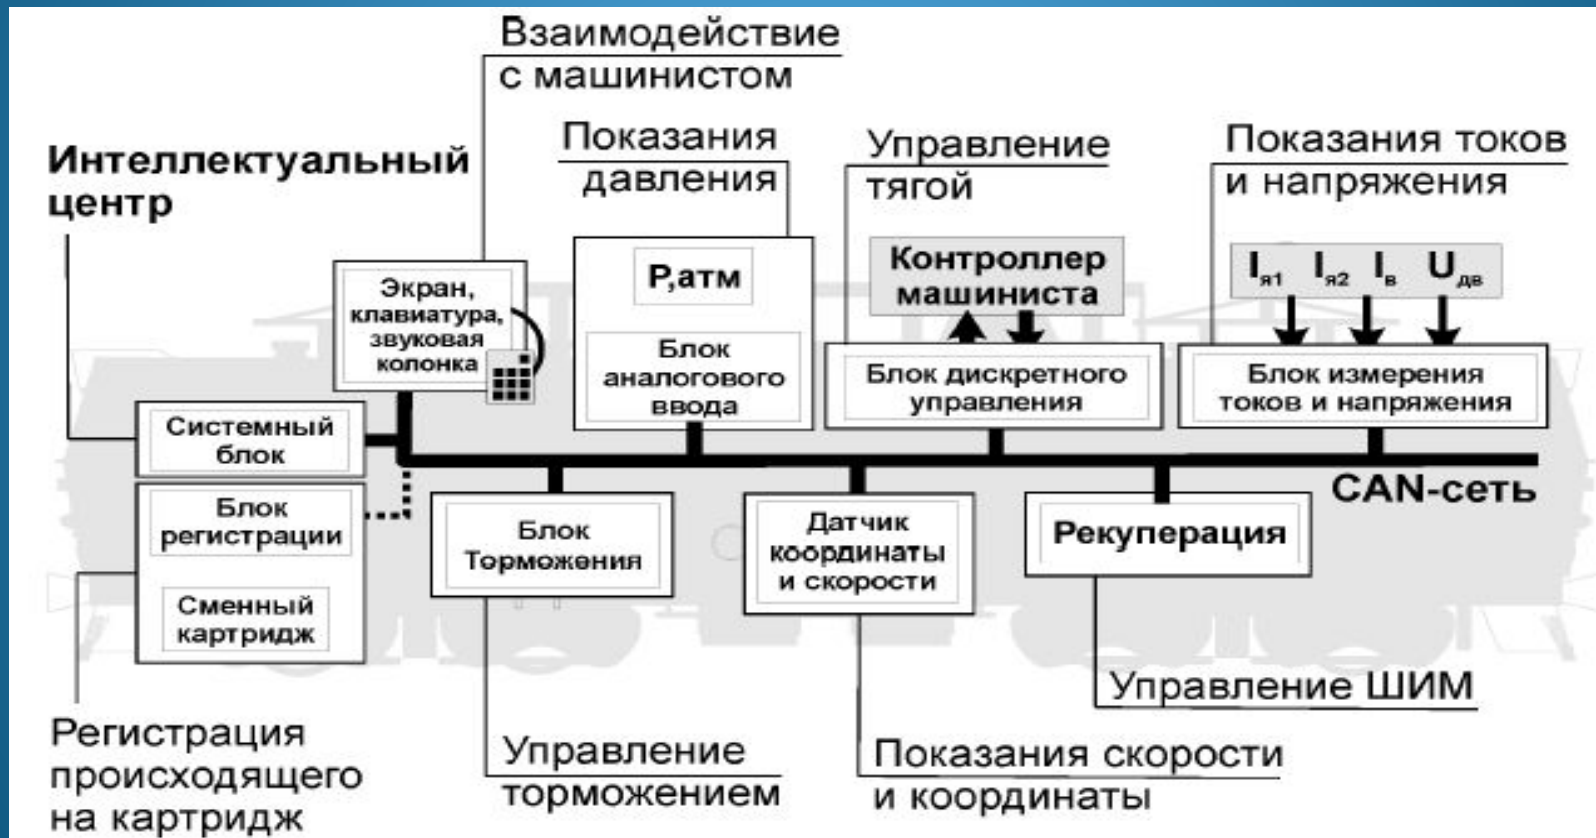 Взаимодействие
с машинистом
Интеллектуальный
центр
Показания
давления
Управление
тягой
Показания токов
и напряжения
Экран,
клавиатура,
звуковая
колонка
Р,атм
Блок
аналогового
ввода
Контроллер
машиниста
Блок дискретного
управления
Iя1 Iя2 Iв Uдв
Блок измерения
токов и напряжения
Системный
блок
Блок
регистрации
Сменный
картридж
Блок
Торможения
Датчик
координаты
и скорости
Рекуперация
CAN-сеть
Регистрация
происходящего
на картридж
Управление
торможением
Показания скорости
и координаты
Управление ШИМ